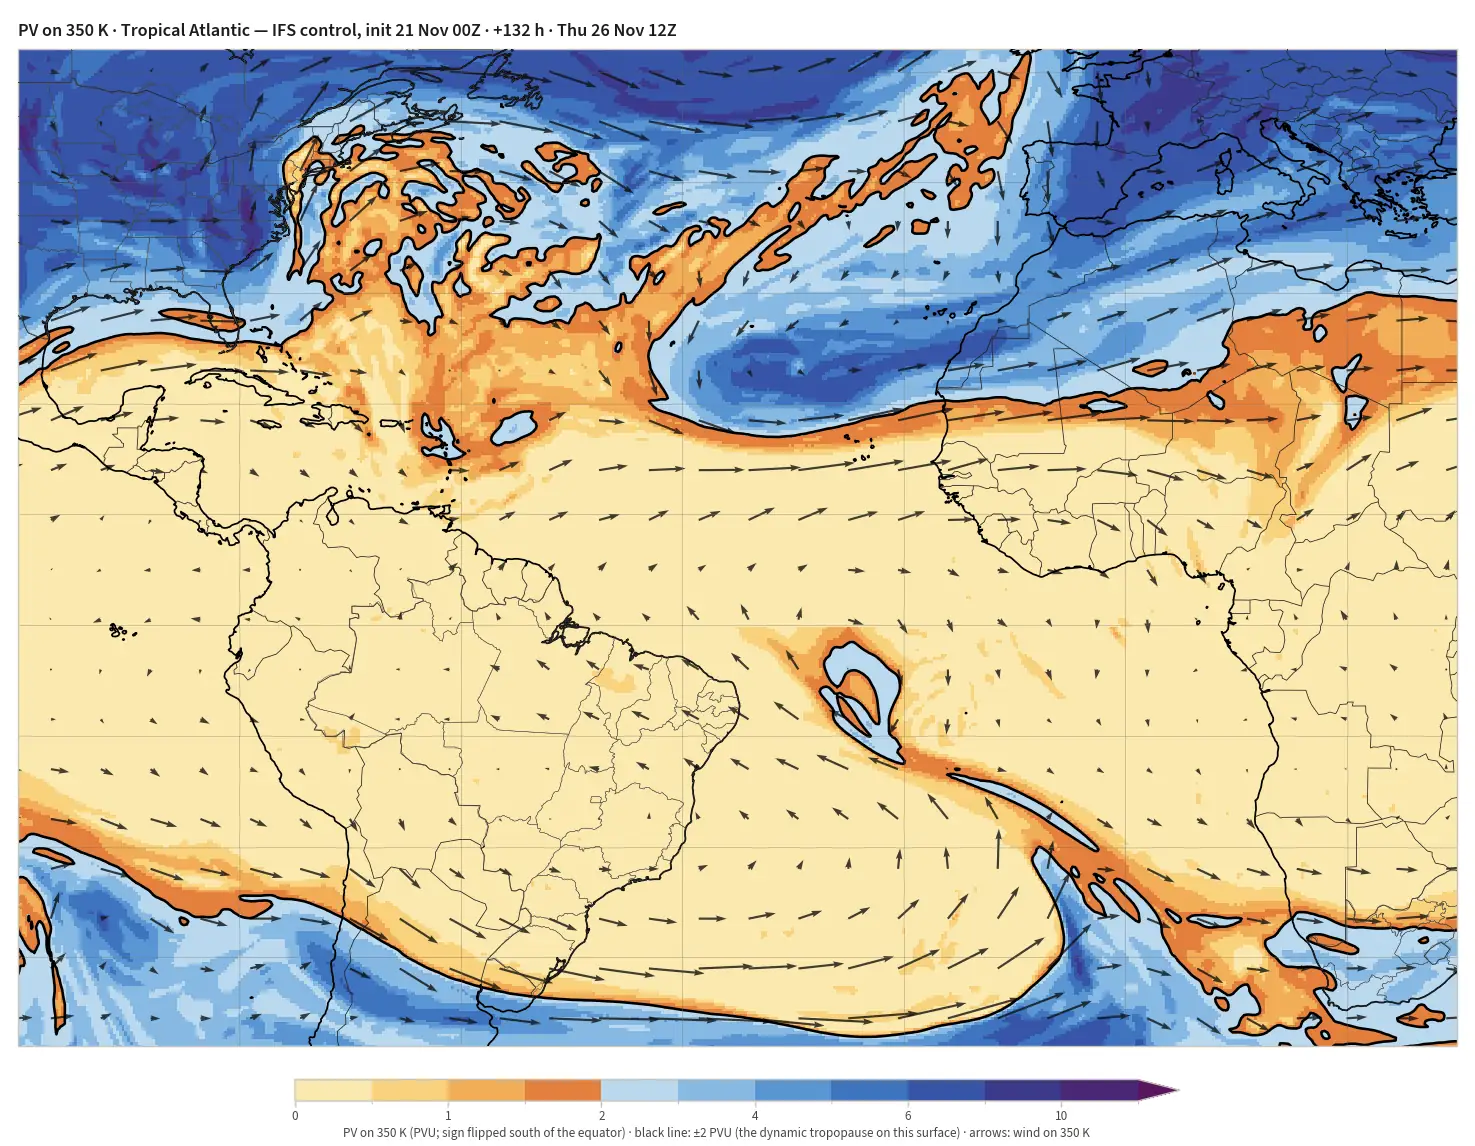 PV on 350 K · Tropical Atlantic — IFS control, init 21 Nov 00Z · +132 h · Thu 26 Nov 12Z
0 1 2 4 6 8 10
PV on 350 K (PVU; sign flipped south of the equator) · black line: ±2 PVU (the dynamic tropopause on this surface) · arrows: wind on 350 K